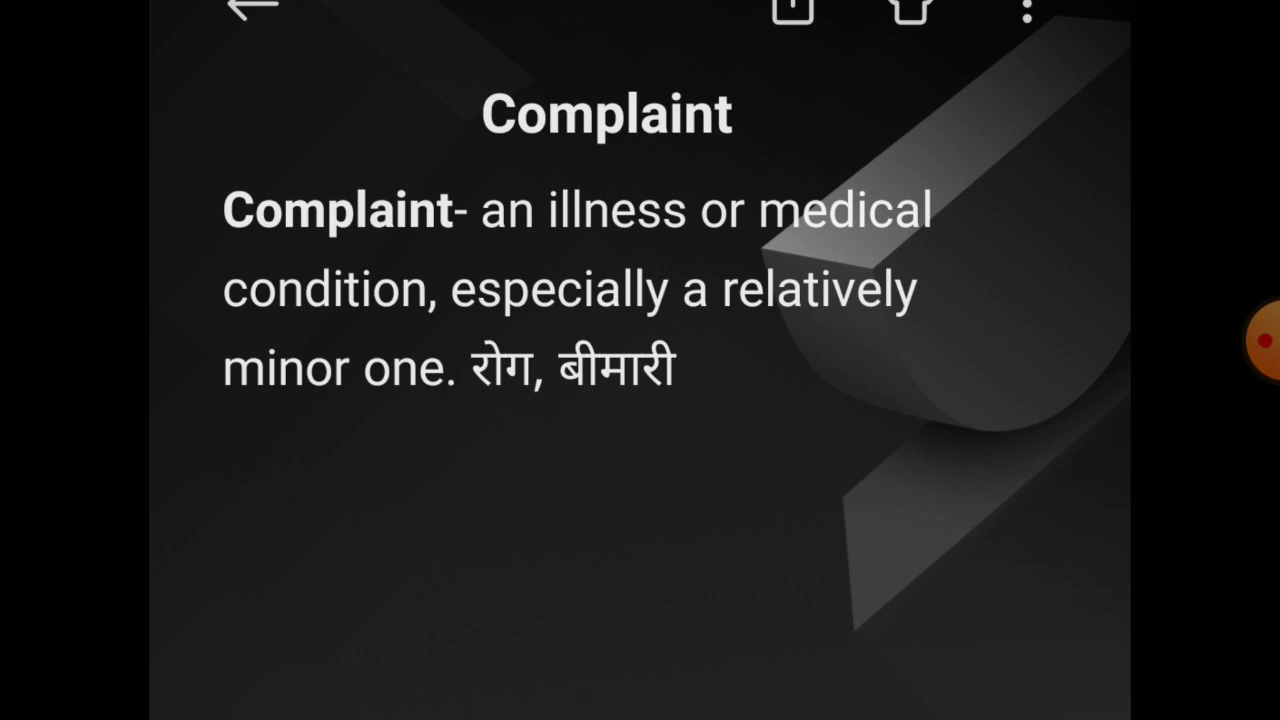 Complaint
Complaint- an illness or medical
condition, especially a relatively
minor one. रोग, बीमारी